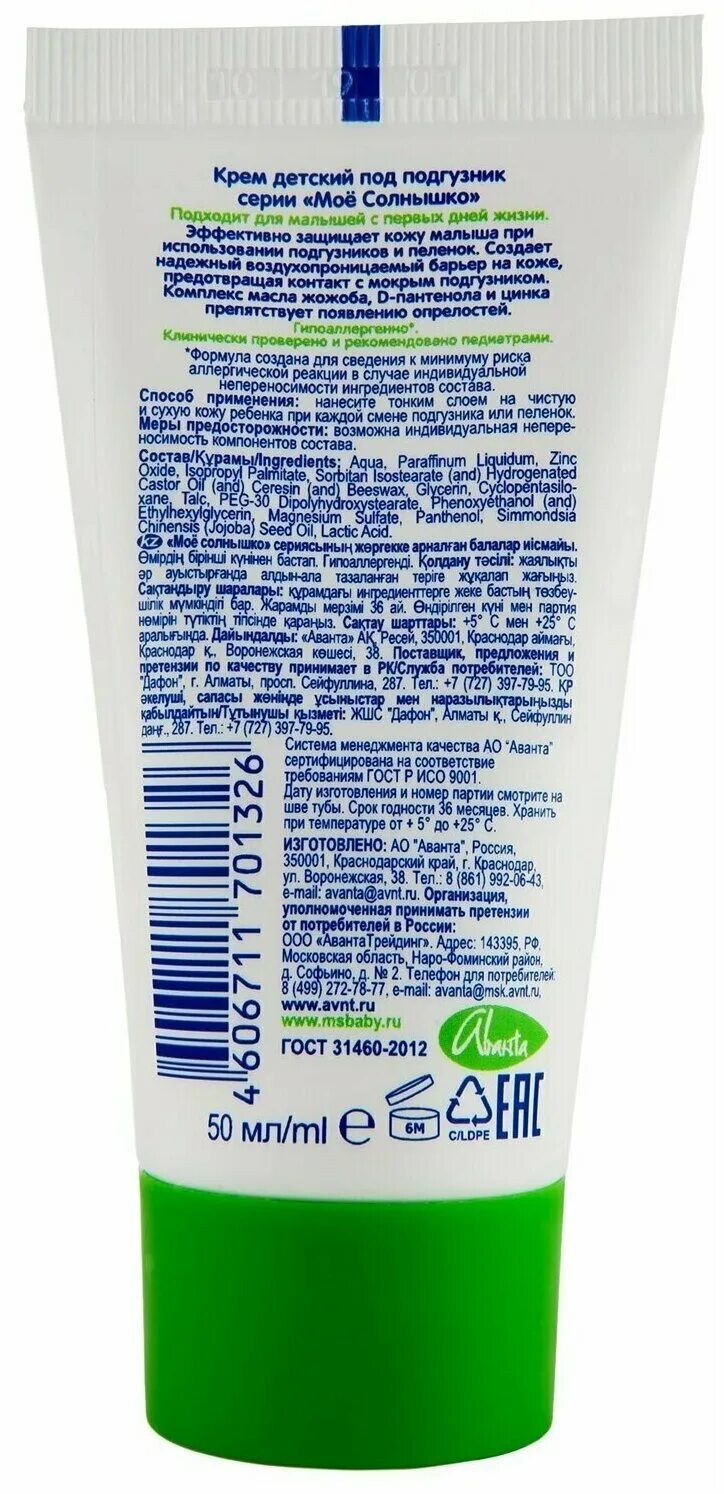 Крем детский под подгузник
серии «Моё Солнышко»
Подходит для малышей с первых дней жизни.
Эффективно защищает кожу малыша при
использовании подгузников и пеленок. Создает
надежный воздухопроницаемый барьер на коже,
предотвращая контакт с мокрым подгузником.
Комплекс масла жожоба, D-пантенола и цинка
препятствует появлению опрелостей.
Гипоаллергенно*.
Клинически проверено и рекомендовано педиатрами.
*Формула создана для сведения к минимуму риска
аллергической реакции в случае индивидуальной
непереносимости ингредиентов состава.
Способ применения: нанесите тонким слоем на чистую
и сухую кожу ребенка при каждой смене подгузника или пеленок.
Меры предосторожности: возможна индивидуальная непере-
носимость компонентов состава.
Состав/Құрамы/Ingredients: Aqua, Paraffinum Liquidum, Zinc
Oxide, Isopropyl Palmitate, Sorbitan Isostearate (and) Hydrogenated
Castor Oil (and) Ceresin (and) Beeswax, Glycerin, Cyclopentasilo-
xane, Talc, PEG-30 Dipolyhydroxystearate, Phenoxyethanol (and)
Ethylhexylglycerin, Magnesium Sulfate, Panthenol, Simmondsia
Chinensis (Jojoba) Seed Oil, Lactic Acid.
KZ «Моё солнышко» сериясының жөргекке арналған балалар иісмайы.
Өмірдің бірінші күнінен бастап. Гипоаллергенді. Қолдану тәсілі: жаялықты
әр ауыстырғанда алдын-ала тазаланған теріге жұқалап жағыңыз.
Сақтандыру шаралары: құрамдағы ингредиенттерге жеке бастың төзбеу-
шілік мүмкіндігі бар. Жарамды мерзімі 36 ай. Өндірілген күні мен партия
нөмірін түтіктің тіпсінде қараңыз. Сақтау шарттары: +5° C мен +25° C
аралығында. Дайындалды: «Аванта» АҚ, Ресей, 350001, Краснодар аймағы,
Краснодар қ., Воронежская көшесі, 38. Поставщик, предложения и
претензии по качеству принимает в РК/Служба потребителей: ТОО
"Дафон", г. Алматы, просп. Сейфуллина, 287. Тел.: +7 (727) 397-79-95. ҚР
әкелуші, сапасы жөнінде ұсыныстар мен наразылықтарыңызды
қабылдайтын/Тұтынушы қызметі: ЖШС "Дафон", Алматы қ., Сейфуллин
даңғ., 287. Тел.: +7 (727) 397-79-95.
Система менеджмента качества АО "Аванта"
сертифицирована на соответствие
требованиям ГОСТ Р ИСО 9001.
Дату изготовления и номер партии смотрите на
шве тубы. Срок годности 36 месяцев. Хранить
при температуре от + 5° до +25° С.
ИЗГОТОВЛЕНО: АО "Аванта", Россия,
350001, Краснодарский край, г. Краснодар,
ул. Воронежская, 38. Тел.: 8 (861) 992-06-43,
e-mail: avanta@avnt.ru. Организация,
уполномоченная принимать претензии
от потребителей в России:
ООО «АвантаТрейдинг». Адрес: 143395, РФ,
Московская область, Наро-Фоминский район,
д. Софьино, д. № 2. Телефон для потребителей:
8 (499) 272-78-77, e-mail: avanta@msk.avnt.ru,
www.avnt.ru
www.msbaby.ru
ГОСТ 31460-2012
Аванта
4 606711 701326
50 мл/ml e
6M
C/LDPE
EAC